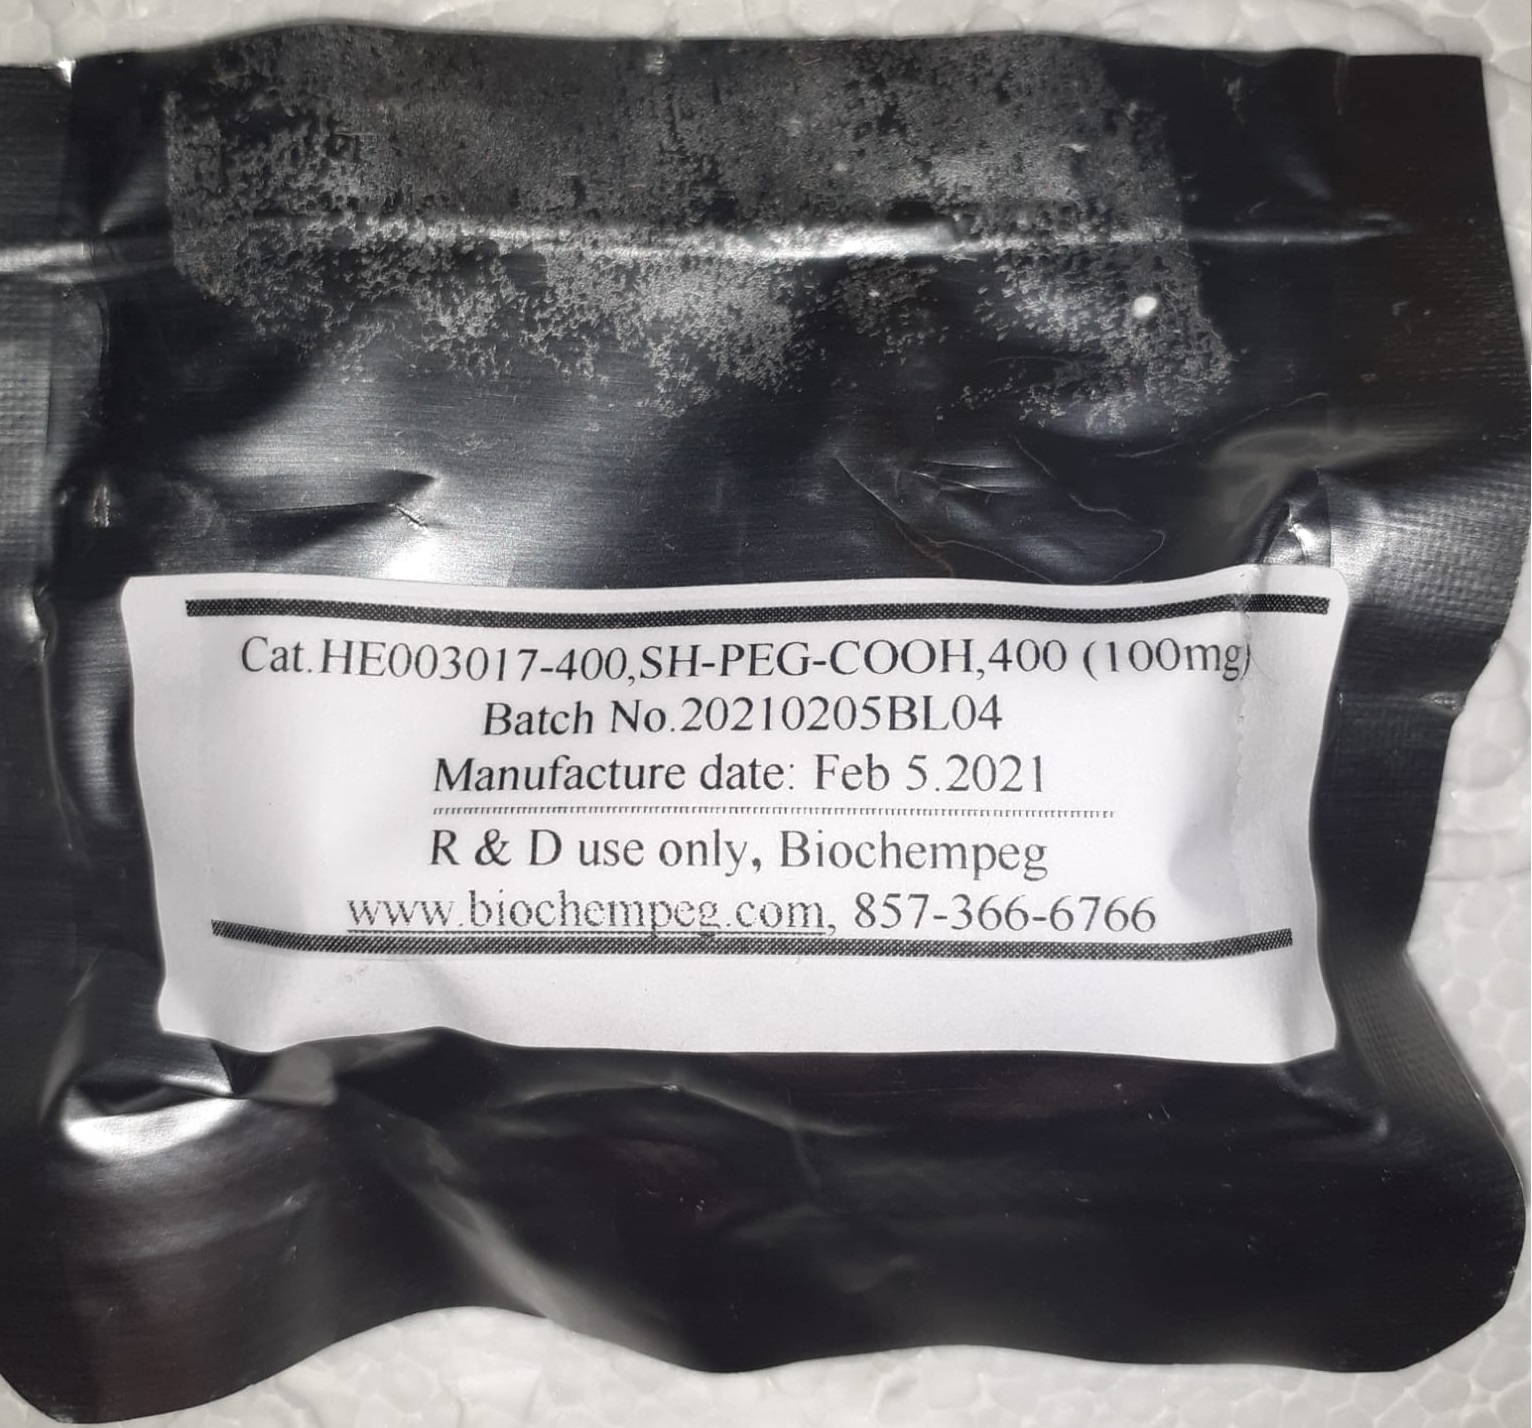 Cat.HE003017-400,SH-PEG-COOH,400 (100mg)
Batch No.20210205BL04
Manufacture date: Feb 5.2021
R & D use only, Biochempeg
www.biochempeg.com, 857-366-6766